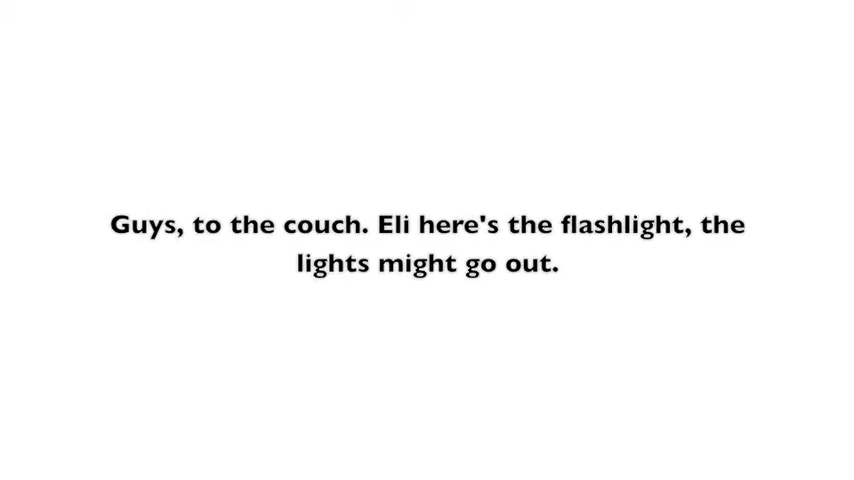 Guys, to the couch. Eli here's the flashlight, the
lights might go out.